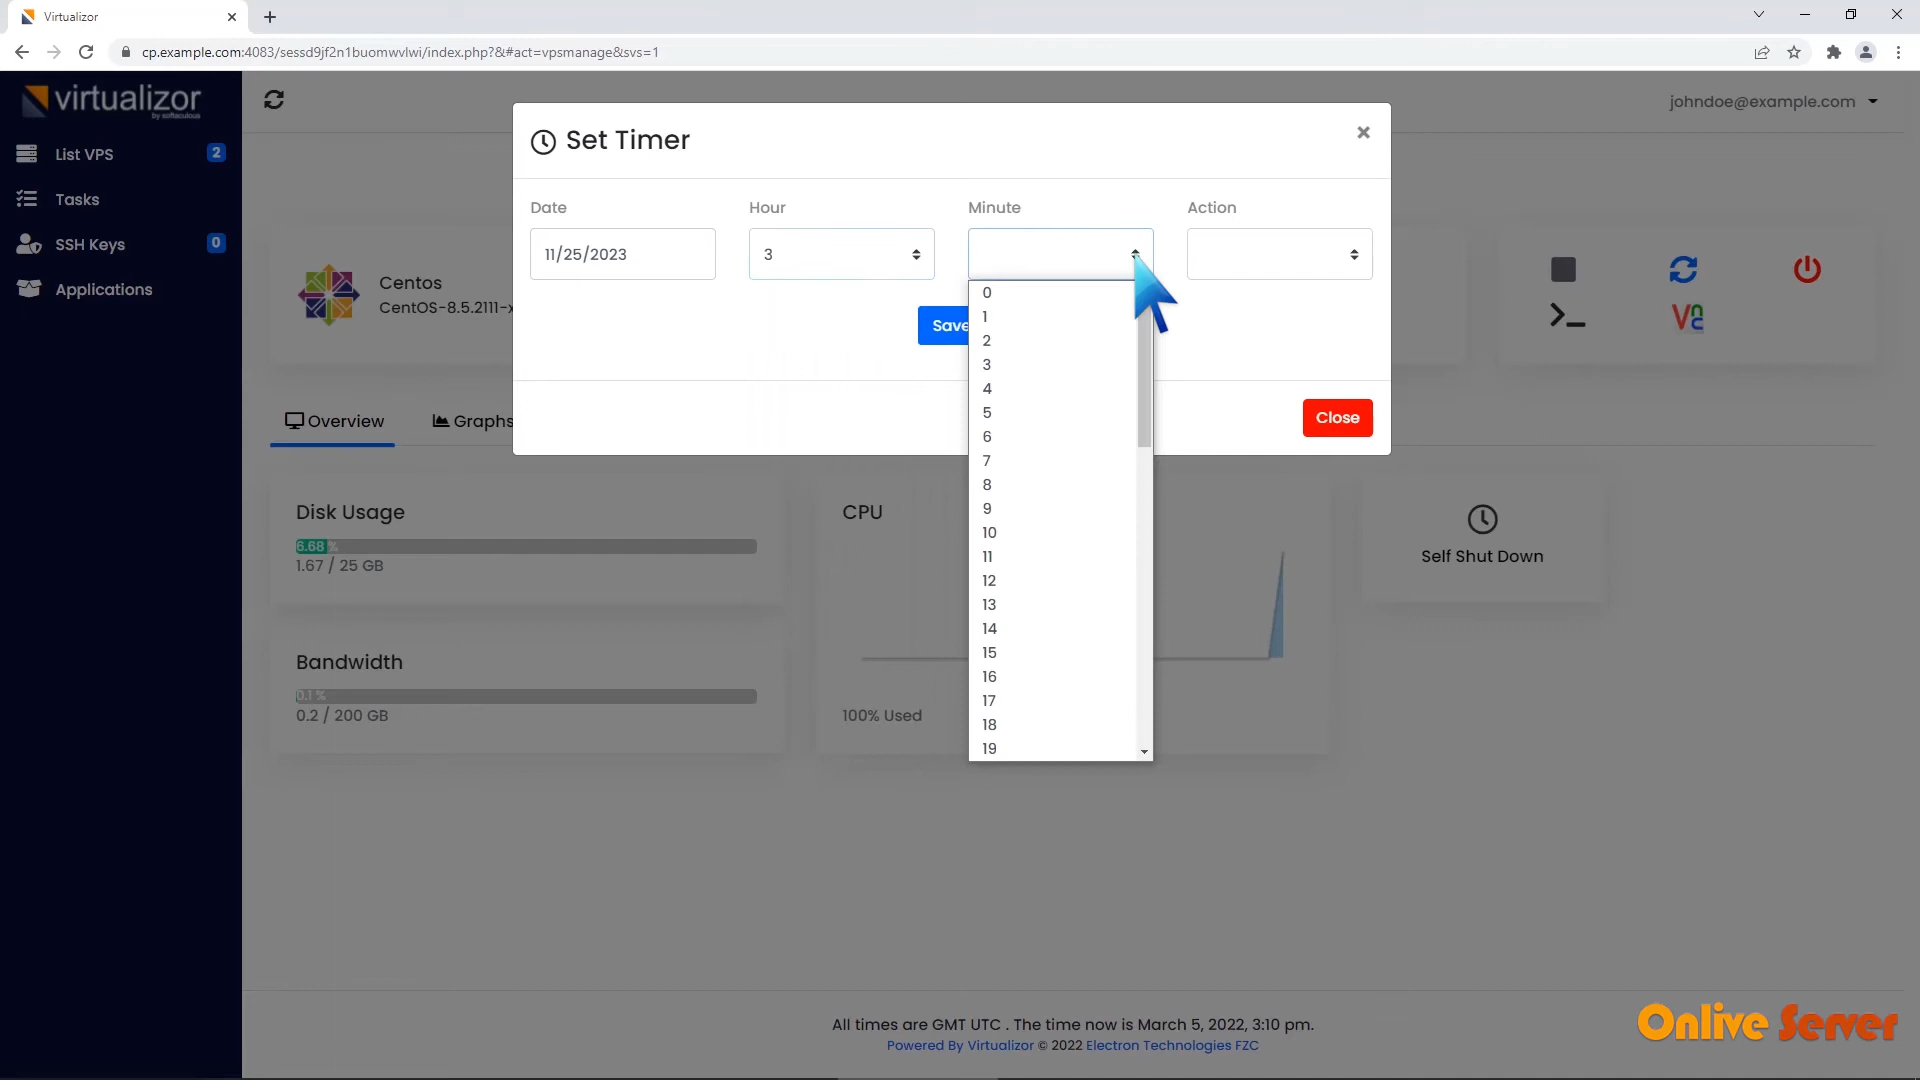 Virtualizor
cp.example.com:4083/sessd9jf2n1buomwvlwi/index.php?&#act=vpsmanage&svs=1
virtualizor
by softaculous
List VPS 2
Tasks
SSH Keys 0
Applications
johndoe@example.com
Set Timer
Date Hour Minute Action
11/25/2023 3
Save
0
1
2
3
4
5
6
7
8
9
10
11
12
13
14
15
16
17
18
19
Close
Centos
CentOS-8.5.2111-x
VNC
Overview Graphs
Disk Usage
6.68 %
1.67 / 25 GB
CPU
100% Used
Self Shut Down
Bandwidth
0.1 %
0.2 / 200 GB
All times are GMT UTC . The time now is March 5, 2022, 3:10 pm.
Powered By Virtualizor © 2022 Electron Technologies FZC
Onlive Server